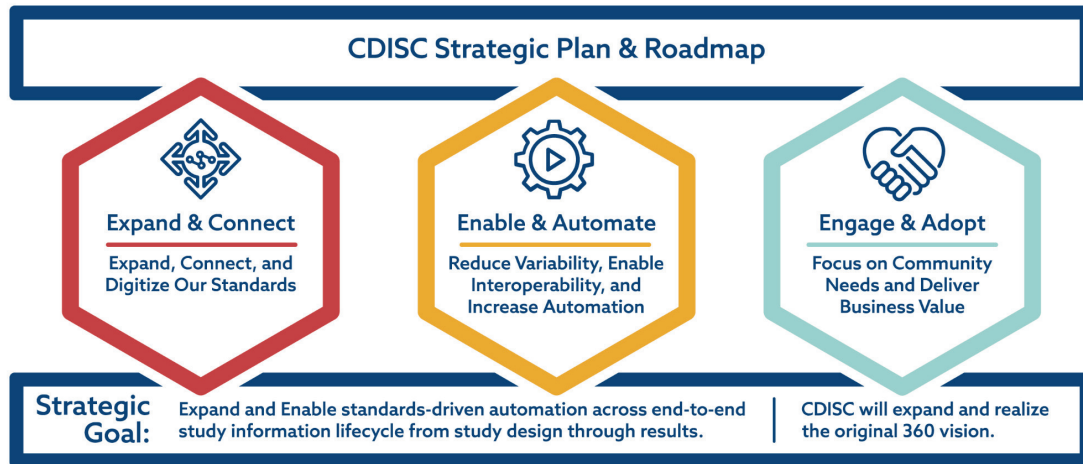 CDISC Strategic Plan & Roadmap
Expand & Connect
Expand, Connect, and
Digitize Our Standards
Enable & Automate
Reduce Variability, Enable
Interoperability, and
Increase Automation
Engage & Adopt
Focus on Community
Needs and Deliver
Business Value
Strategic
Goal:
Expand and Enable standards-driven automation across end-to-end
study information lifecycle from study design through results.
CDISC will expand and realize
the original 360 vision.